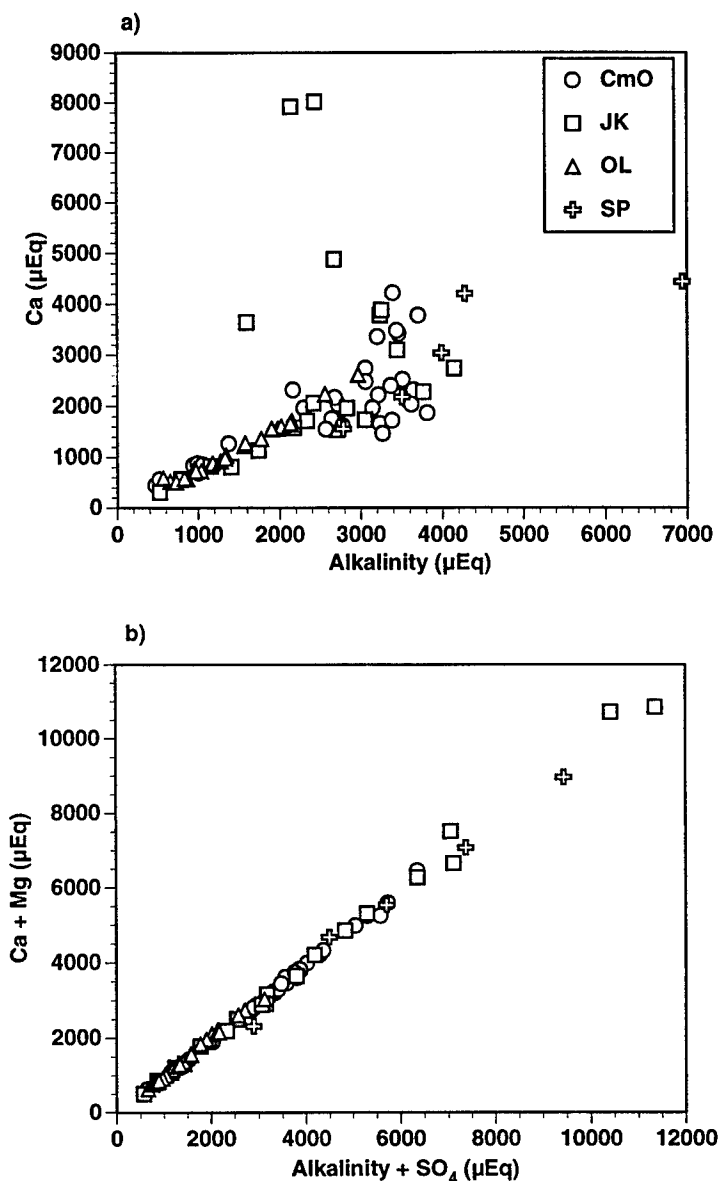 a)
9000
8000
7000
6000
5000
4000
3000
2000
1000
0
Ca (µEq)
CmO
JK
OL
SP
0 1000 2000 3000 4000 5000 6000 7000
Alkalinity (µEq)
b)
12000
10000
8000
6000
4000
2000
0
Ca + Mg (µEq)
0 2000 4000 6000 8000 10000 12000
Alkalinity + SO₄ (µEq)